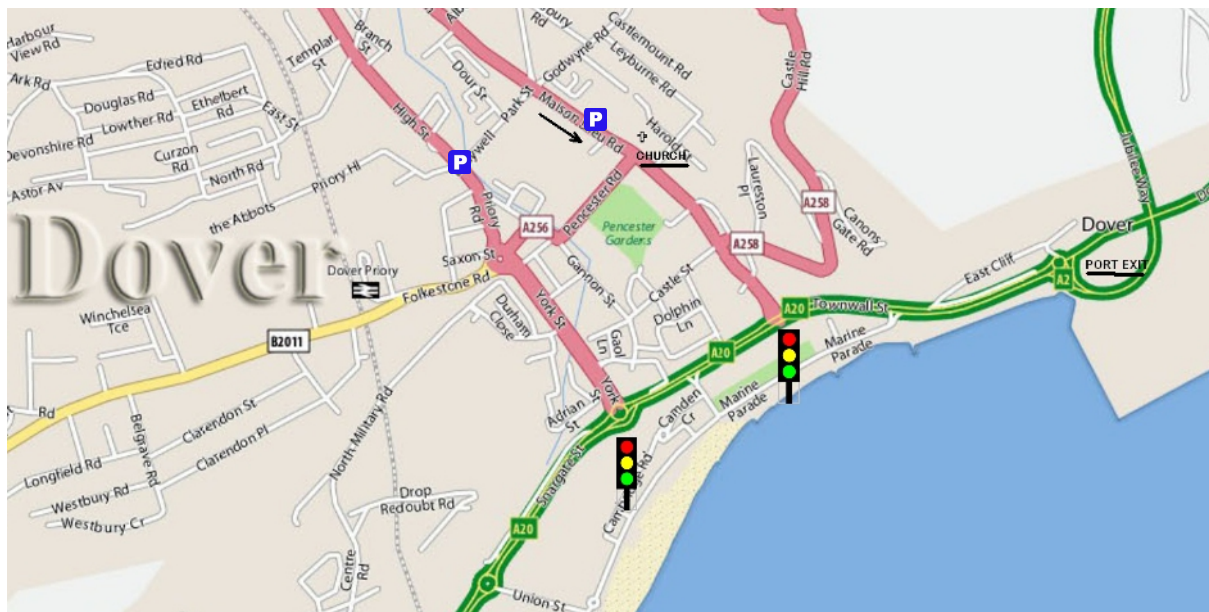 Harbour
View Rd
Ark Rd
Edred Rd
Templar
St
Branch
St
Douglas Rd
Ethelbert
Rd
Lowther Rd
East St
Devonshire Rd
Curzon
Rd
North Rd
Astor Av
Priory Hl
the Abbots
High St
Dour St
Park St
P
Godwyne Rd
Castlemount Rd
Leyburne Rd
Maison Dieu Rd
P
Harold St
CHURCH
Castle
Hill Rd
Jubilee Way
Laureston
Pl
A258
Canons
Gate Rd
Priory
Rd
A256
Pencester Rd
Pencester
Gardens
A258
Dover
Dover
PORT EXIT
A2
East Cliff
Saxon St
Dover Priory
Folkestone Rd
Gannon St
Castle St
York St
Durham
Close
Dolphin
Ln
Gaol
Ln
A20
Townwall St
Winchelsea
Tce
B2011
A20
Marine
Parade
Marine
Parade
York
Adrian
St
Camden
Cr
Rd
Belgrave Rd
Clarendon St
Clarendon Pl
North Military Rd
Longfield Rd
Westbury Rd
Westbury Cr
Drop
Redoubt Rd
Snargate St
A20
Centre
Rd
Union St